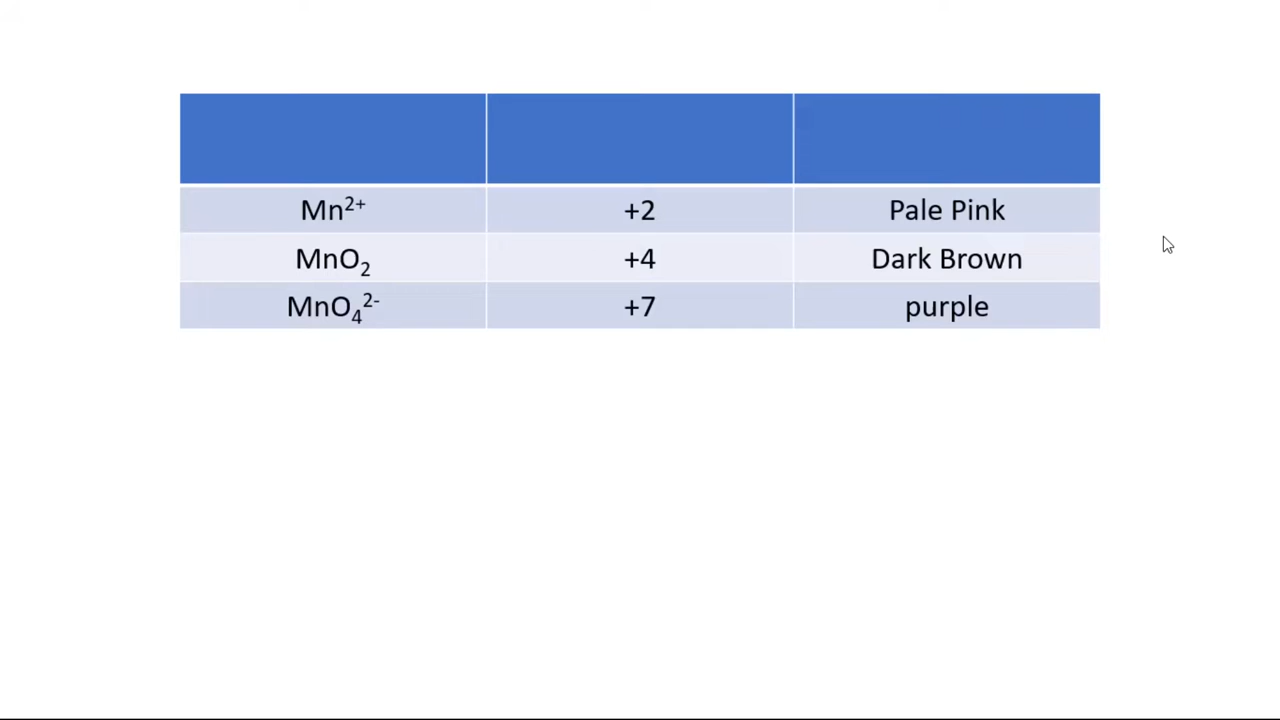 Mn²⁺ +2 Pale Pink
MnO₂ +4 Dark Brown
MnO₄²⁻ +7 purple